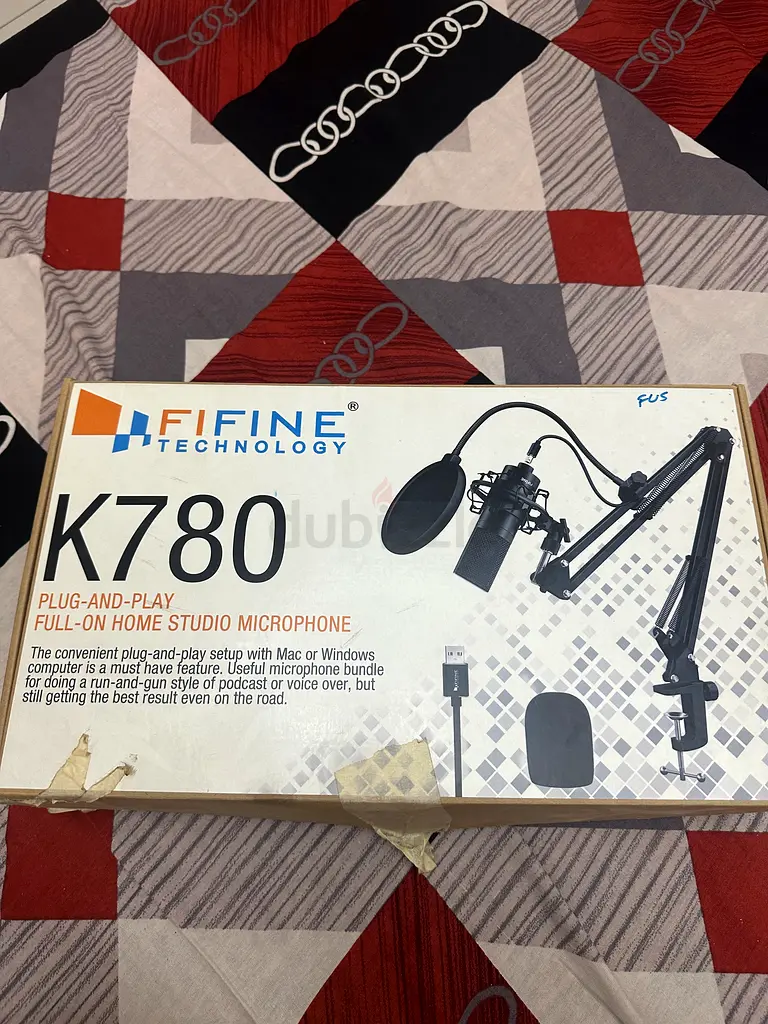 FUS
FIFINE®
TECHNOLOGY
K780
dubizzle
PLUG-AND-PLAY
FULL-ON HOME STUDIO MICROPHONE
The convenient plug-and-play setup with Mac or Windows
computer is a must have feature. Useful microphone bundle
for doing a run-and-gun style of podcast or voice over, but
still getting the best result even on the road.